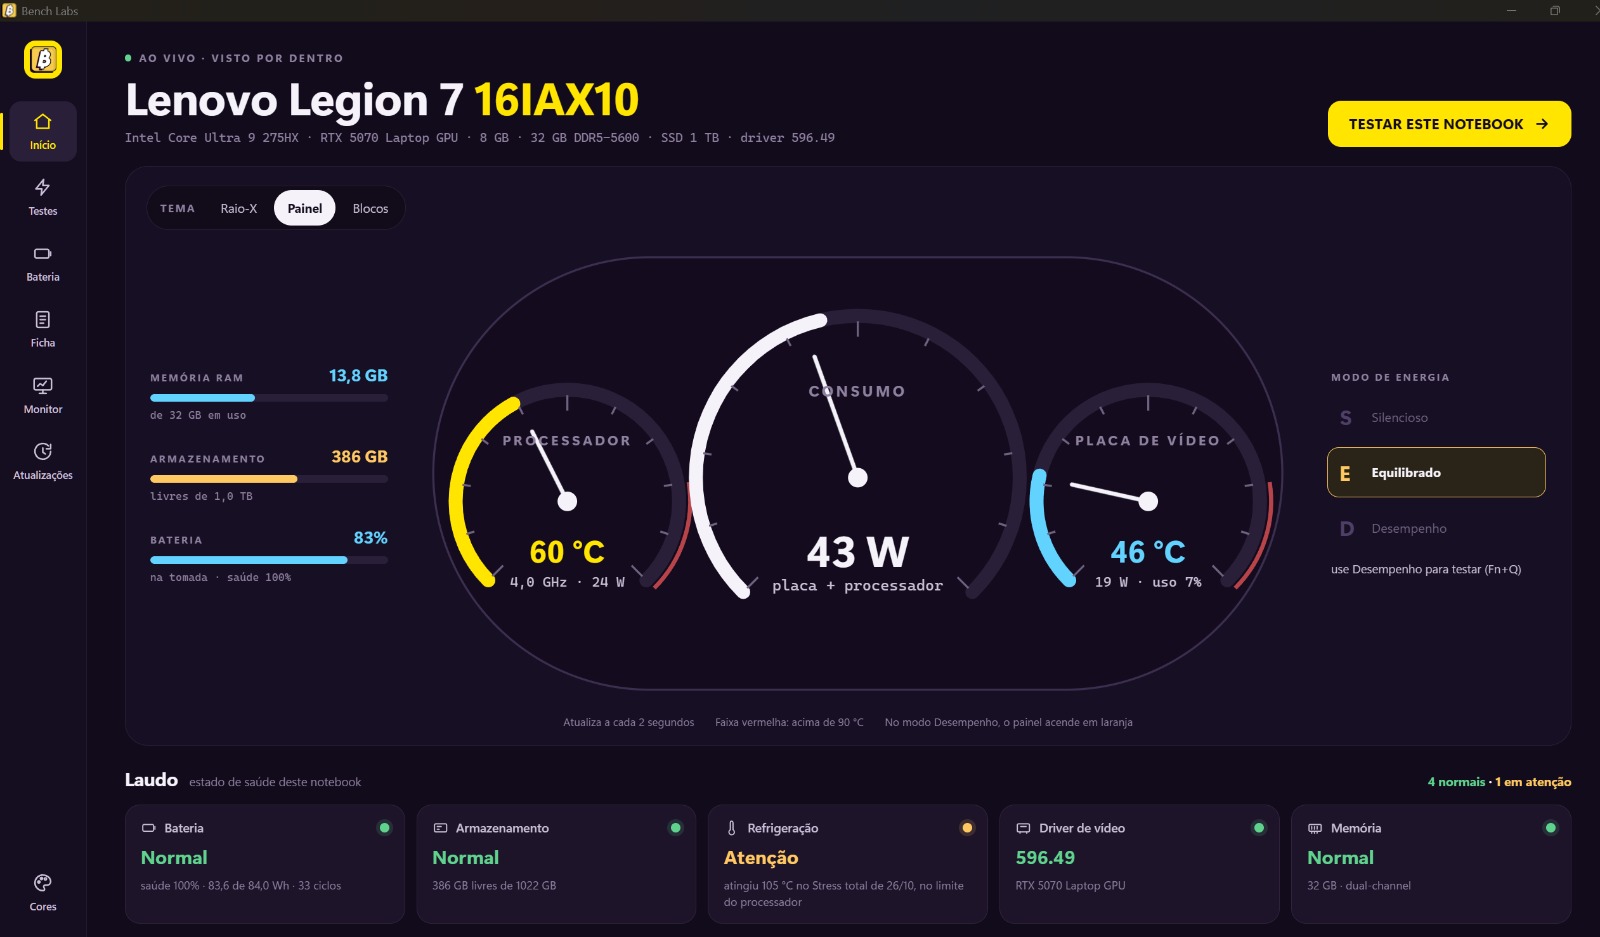 Bench Labs
AO VIVO · VISTO POR DENTRO
Lenovo Legion 7 16IAX10
Intel Core Ultra 9 275HX · RTX 5070 Laptop GPU · 8 GB · 32 GB DDR5-5600 · SSD 1 TB · driver 596.49
TESTAR ESTE NOTEBOOK →
Início
Testes
Bateria
Ficha
Monitor
Atualizações
Cores
TEMA Raio-X Painel Blocos
MEMÓRIA RAM 13,8 GB
de 32 GB em uso
ARMAZENAMENTO 386 GB
livres de 1,0 TB
BATERIA 83%
na tomada · saúde 100%
PROCESSADOR
60 °C
4,0 GHz · 24 W
CONSUMO
43 W
placa + processador
PLACA DE VÍDEO
46 °C
19 W · uso 7%
MODO DE ENERGIA
S Silencioso
E Equilibrado
D Desempenho
use Desempenho para testar (Fn+Q)
Atualiza a cada 2 segundos Faixa vermelha: acima de 90 °C No modo Desempenho, o painel acende em laranja
Laudo estado de saúde deste notebook
4 normais · 1 em atenção
Bateria
Normal
saúde 100% · 83,6 de 84,0 Wh · 33 ciclos
Armazenamento
Normal
386 GB livres de 1022 GB
Refrigeração
Atenção
atingiu 105 °C no Stress total de 26/10, no limite
do processador
Driver de vídeo
596.49
RTX 5070 Laptop GPU
Memória
Normal
32 GB · dual-channel